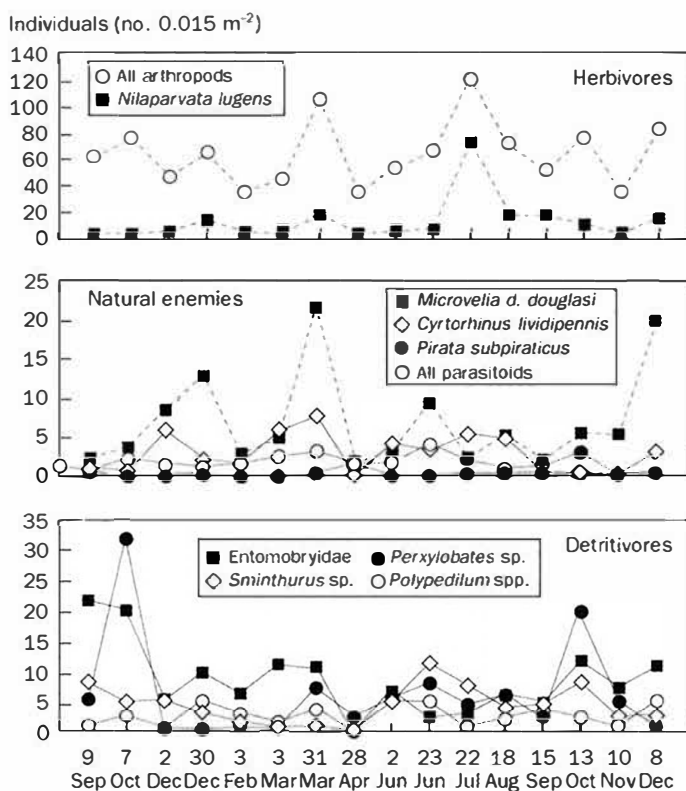 Individuals (no. 0.015 m⁻²)
140
120
100
80
60
40
20
0
All arthropods
Nilaparvata lugens
Herbivores
25
20
15
10
5
0
Natural enemies
Microvelia d. douglasi
Cyrtorhinus lividipennis
Pirata subpiraticus
All parasitoids
35
30
25
20
15
10
5
0
Entomobryidae Perxylobates sp.
Sminthurus sp. Polypedilum spp.
Detritivores
9 7 2 30 3 3 31 28 2 23 22 18 15 13 10 8
Sep Oct Dec Dec Feb Mar Mar Apr Jun Jun Jul Aug Sep Oct Nov Dec